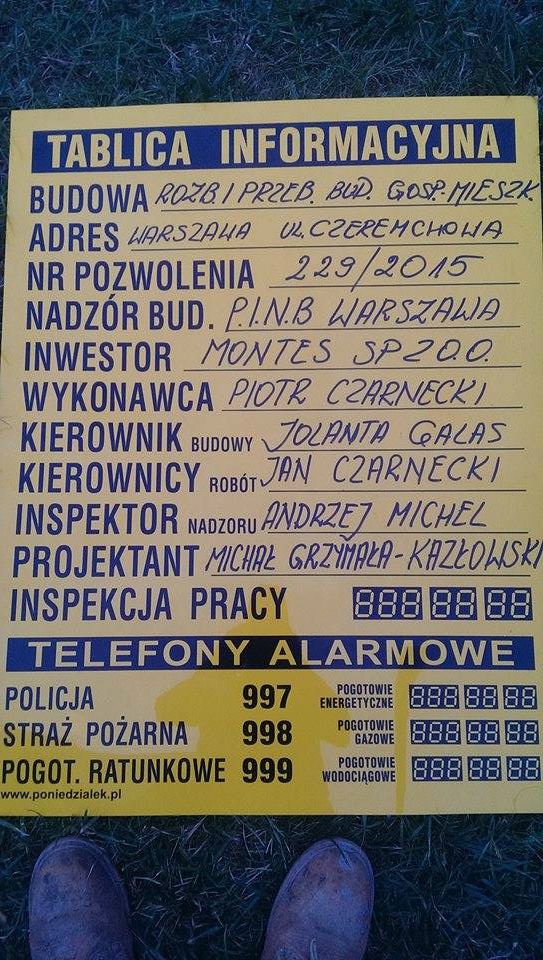 TABLICA INFORMACYJNA
BUDOWA ROZB. I PRZEB. BUD. GOSP.-MIESZK.
ADRES WARSZAWA UL. CZEREMCHOWA
NR POZWOLENIA 229/2015
NADZÓR BUD. P.I.N.B WARSZAWA
INWESTOR MONTES SP Z O.O.
WYKONAWCA PIOTR CZARNECKI
KIEROWNIK BUDOWY JOLANTA GALAS
KIEROWNICY ROBÓT JAN CZARNECKI
INSPEKTOR NADZORU ANDRZEJ MICHEL
PROJEKTANT MICHAŁ GRZYMAŁA-KAZŁOWSKI
INSPEKCJA PRACY 888 88 88
TELEFONY ALARMOWE
POLICJA 997 POGOTOWIE ENERGETYCZNE 888 88 88
STRAŻ POŻARNA 998 POGOTOWIE GAZOWE 888 88 88
POGOT. RATUNKOWE 999 POGOTOWIE WODOCIĄGOWE 888 88 88
www.poniedzialek.pl